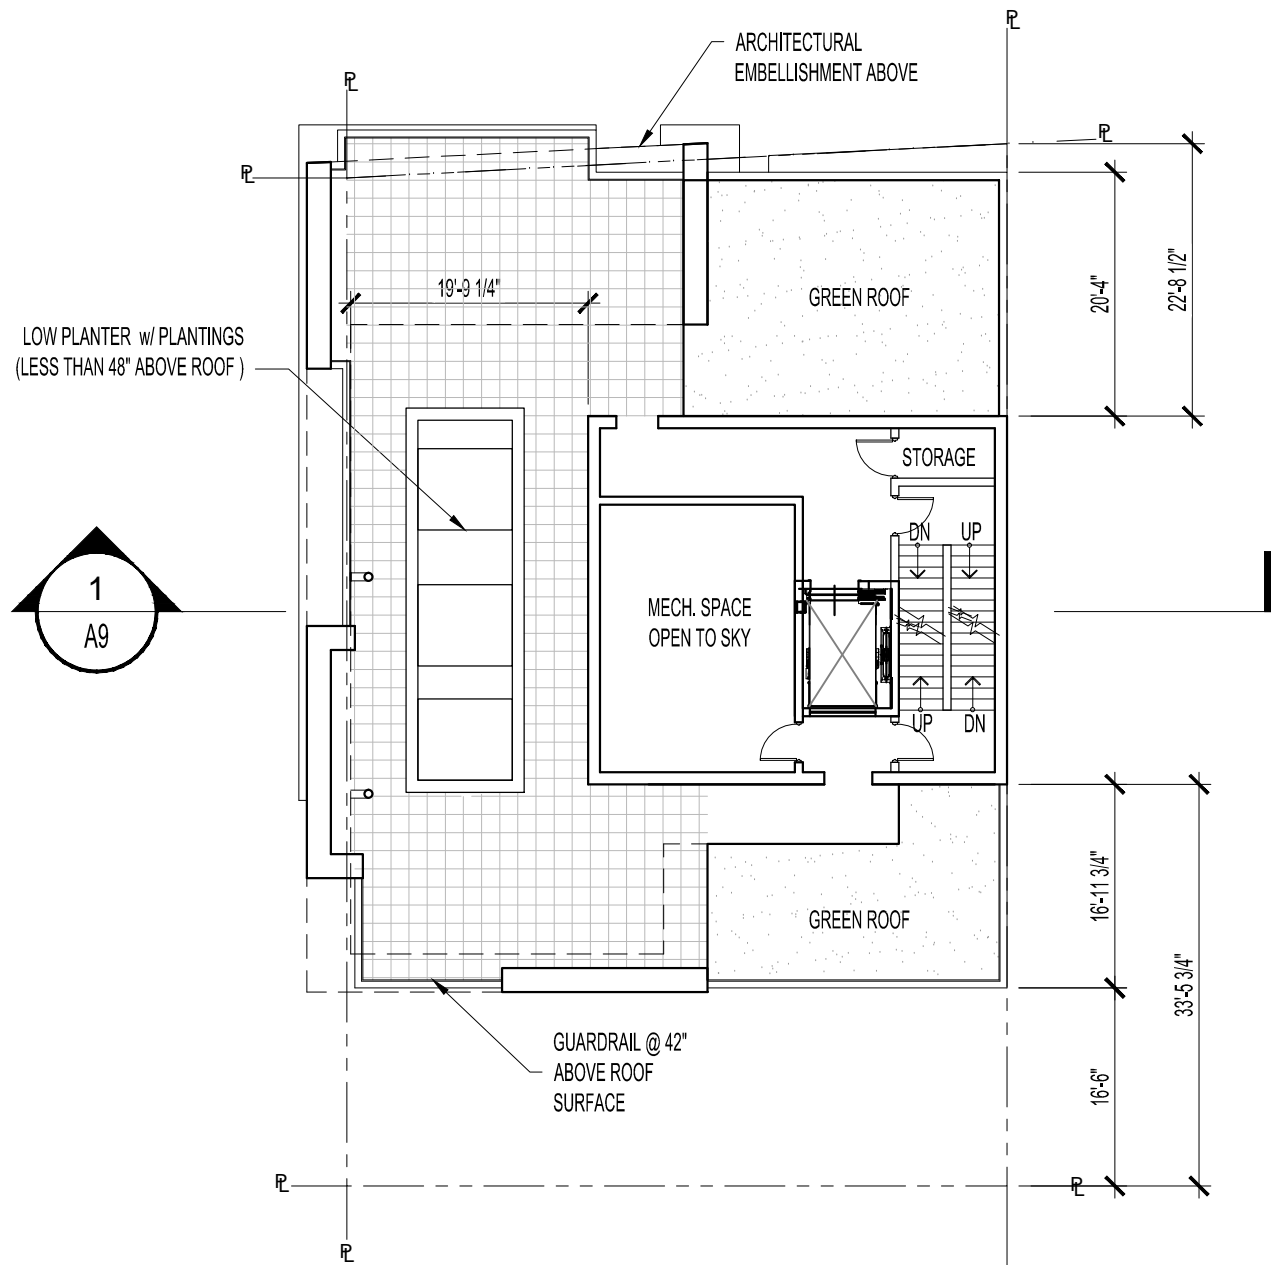 PL
ARCHITECTURAL
EMBELLISHMENT ABOVE
PL
PL
PL
20'-4"
22'-8 1/2"
19'-9 1/4"
GREEN ROOF
LOW PLANTER w/ PLANTINGS
(LESS THAN 48" ABOVE ROOF )
STORAGE
DN
UP
1
A9
MECH. SPACE
OPEN TO SKY
UP
DN
16'-11 3/4"
GREEN ROOF
33'-5 3/4"
GUARDRAIL @ 42"
ABOVE ROOF
SURFACE
16'-6"
PL
PL
PL